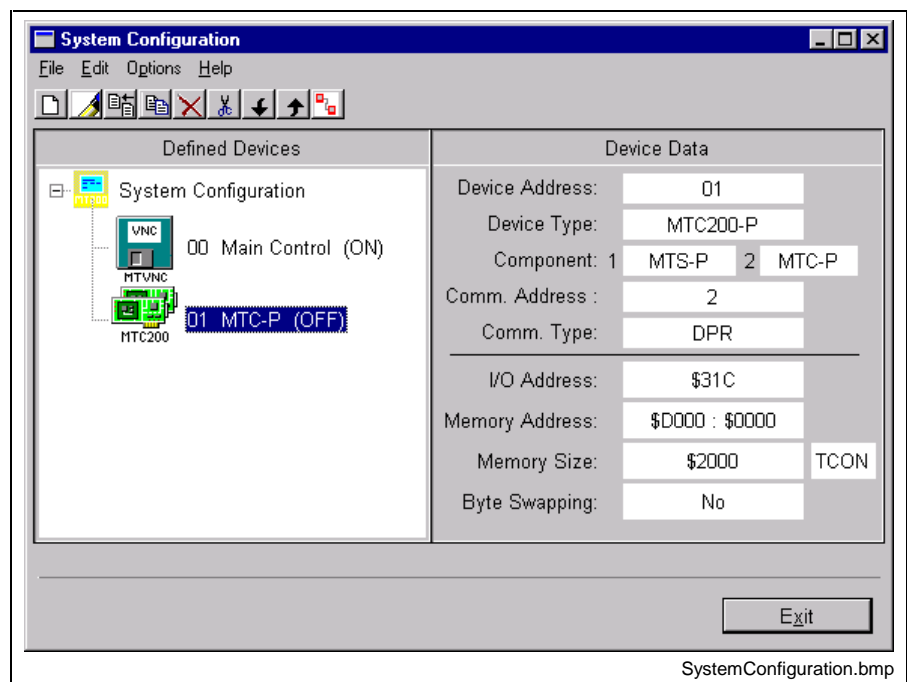 System Configuration
File Edit Options Help
Defined Devices
System Configuration
MT200
VNC
MTVNC
00 Main Control (ON)
MTC200
01 MTC-P (OFF)
Device Data
Device Address: 01
Device Type: MTC200-P
Component: 1 MTS-P 2 MTC-P
Comm. Address : 2
Comm. Type: DPR
I/O Address: $31C
Memory Address: $D000 : $0000
Memory Size: $2000 TCON
Byte Swapping: No
Exit
SystemConfiguration.bmp